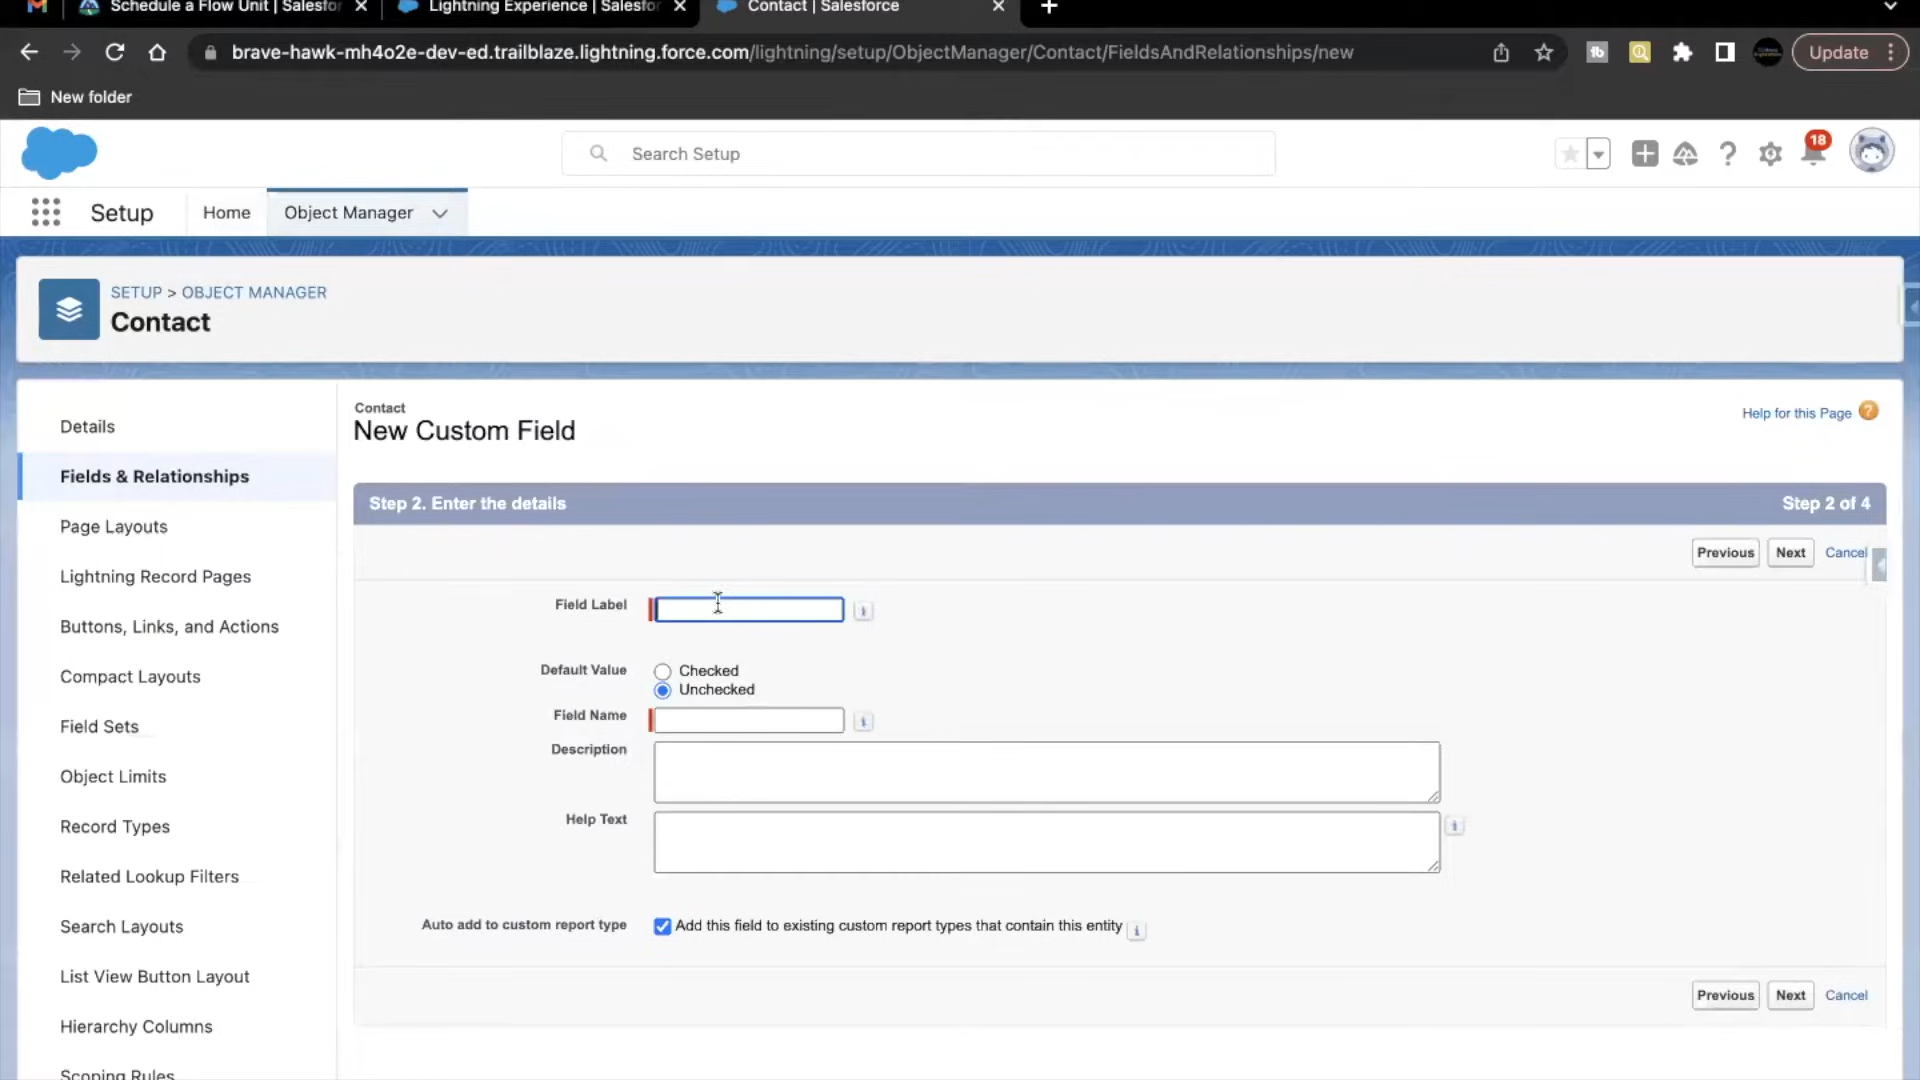 Schedule a Flow Unit | Salesfor
Lightning Experience | Salesfor
Contact | Salesforce
brave-hawk-mh4o2e-dev-ed.trailblaze.lightning.force.com/lightning/setup/ObjectManager/Contact/FieldsAndRelationships/new
Update
New folder
Search Setup
18
Setup
Home
Object Manager
SETUP > OBJECT MANAGER
Contact
Details
Fields & Relationships
Page Layouts
Lightning Record Pages
Buttons, Links, and Actions
Compact Layouts
Field Sets
Object Limits
Record Types
Related Lookup Filters
Search Layouts
List View Button Layout
Hierarchy Columns
Scoping Rules
Contact
New Custom Field
Help for this Page ?
Step 2. Enter the details
Step 2 of 4
Previous Next Cancel
Field Label
Default Value
Checked
Unchecked
Field Name
Description
Help Text
Auto add to custom report type
Add this field to existing custom report types that contain this entity
Previous Next Cancel